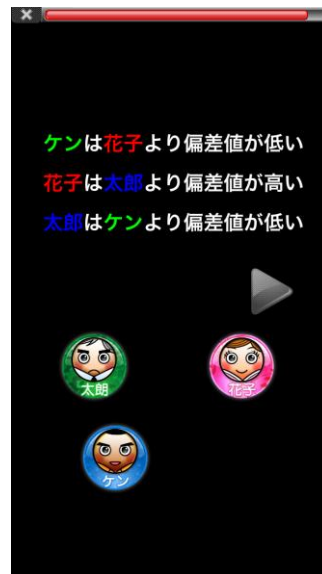 ケンは花子より偏差値が低い
花子は太郎より偏差値が高い
太郎はケンより偏差値が低い
太朗
花子
ケン